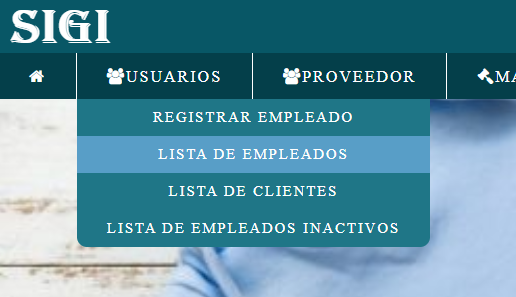 SIGI
USUARIOS
PROVEEDOR
REGISTRAR EMPLEADO
LISTA DE EMPLEADOS
LISTA DE CLIENTES
LISTA DE EMPLEADOS INACTIVOS